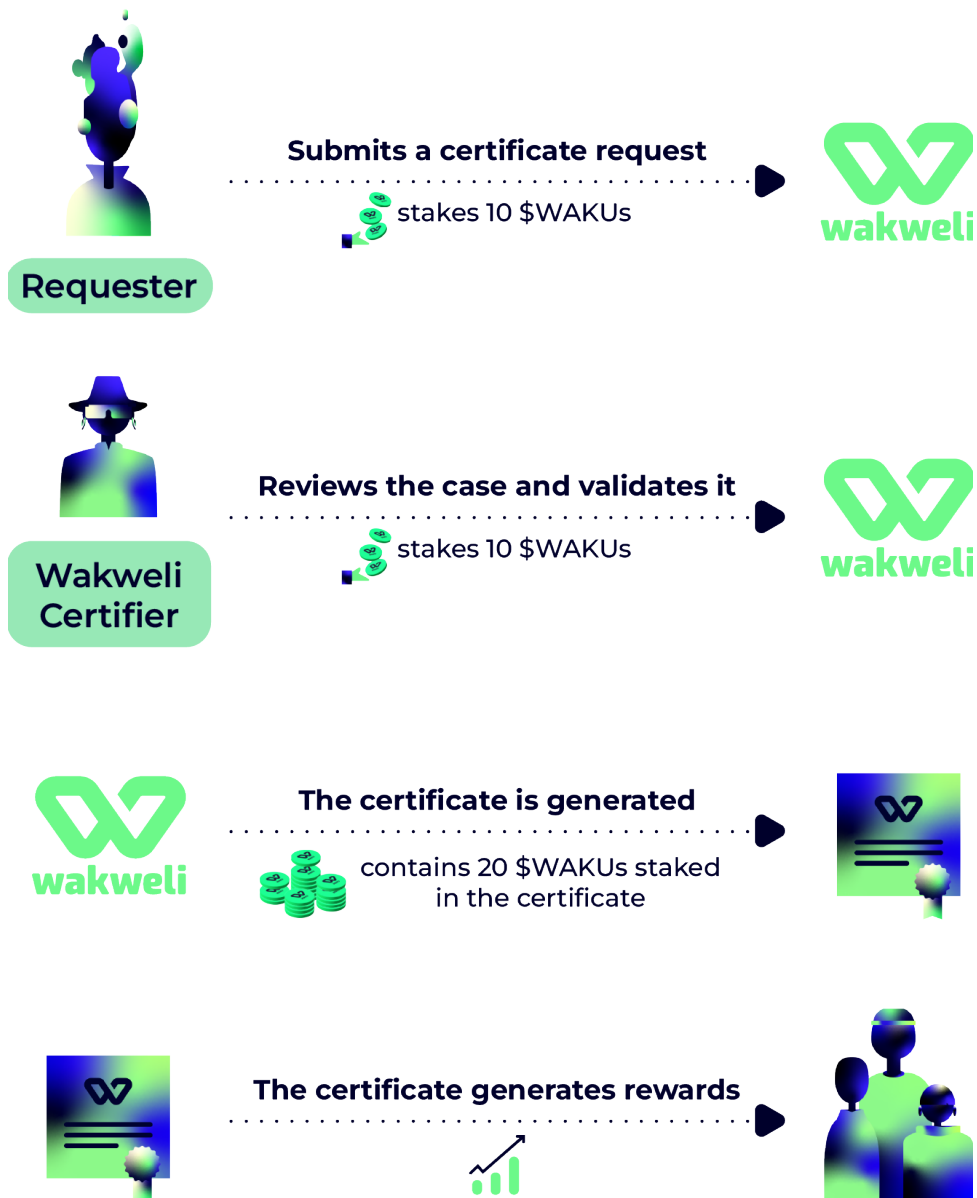 Submits a certificate request
stakes 10 $WAKUs
wakweli
Requester
Reviews the case and validates it
stakes 10 $WAKUs
wakweli
Wakweli
Certifier
The certificate is generated
wakweli
contains 20 $WAKUs staked
in the certificate
The certificate generates rewards